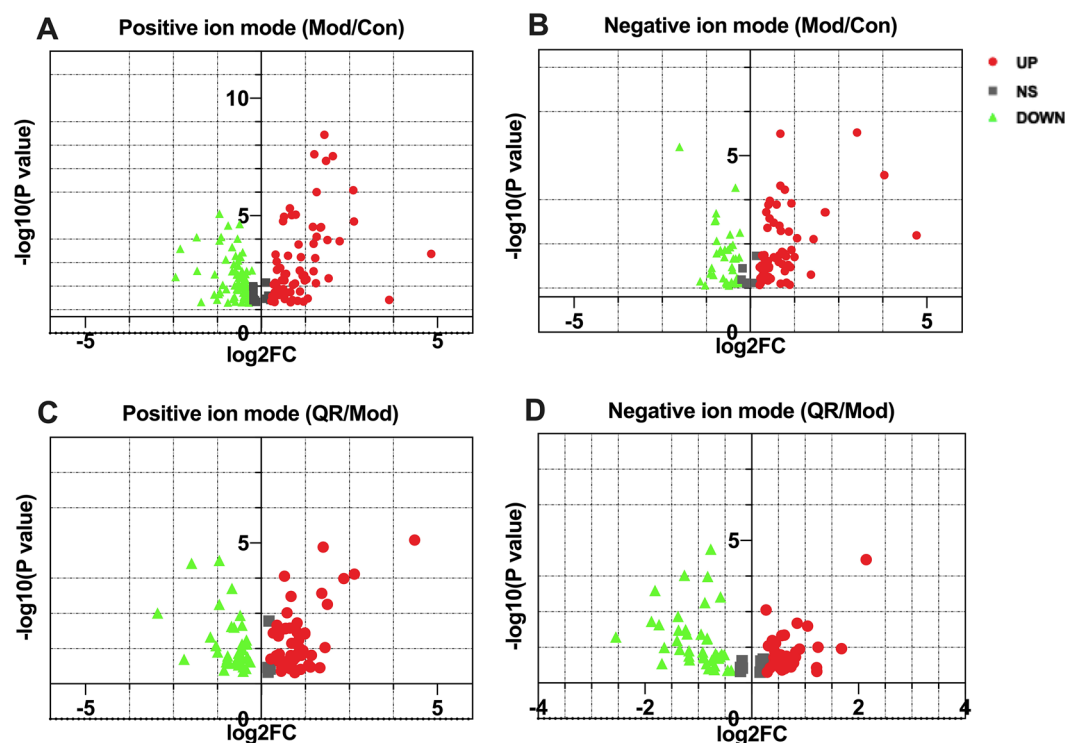 A
Positive ion mode (Mod/Con)
-log10(P value)
10
5
0
-5
5
log2FC
B
Negative ion mode (Mod/Con)
-log10(P value)
5
0
-5
5
log2FC
UP
NS
DOWN
C
Positive ion mode (QR/Mod)
-log10(P value)
5
0
-5
5
log2FC
D
Negative ion mode (QR/Mod)
-log10(P value)
5
0
-4
-2
2
4
log2FC